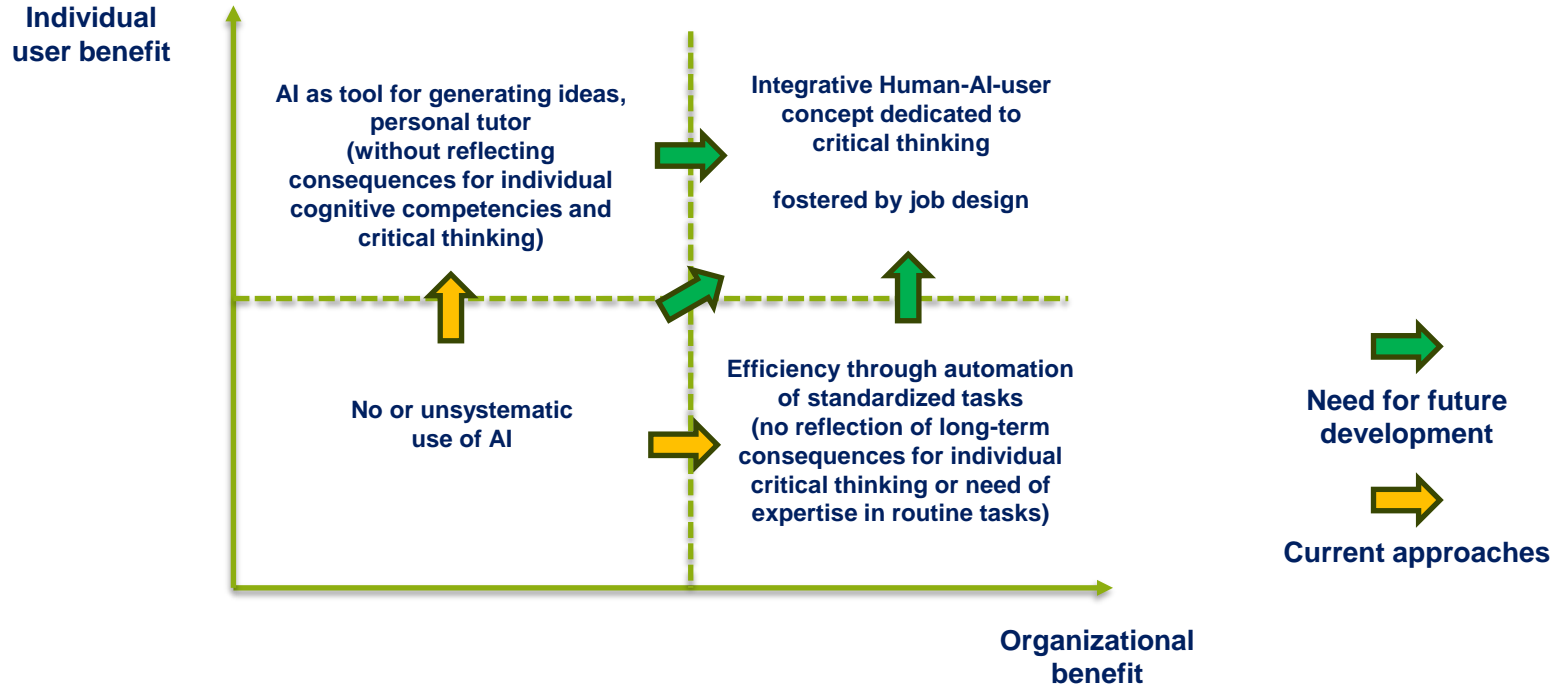 Individual
user benefit
AI as tool for generating ideas,
personal tutor
(without reflecting
consequences for individual
cognitive competencies and
critical thinking)
Integrative Human-AI-user
concept dedicated to
critical thinking
fostered by job design
No or unsystematic
use of AI
Efficiency through automation
of standardized tasks
(no reflection of long-term
consequences for individual
critical thinking or need of
expertise in routine tasks)
Need for future
development
Current approaches
Organizational
benefit